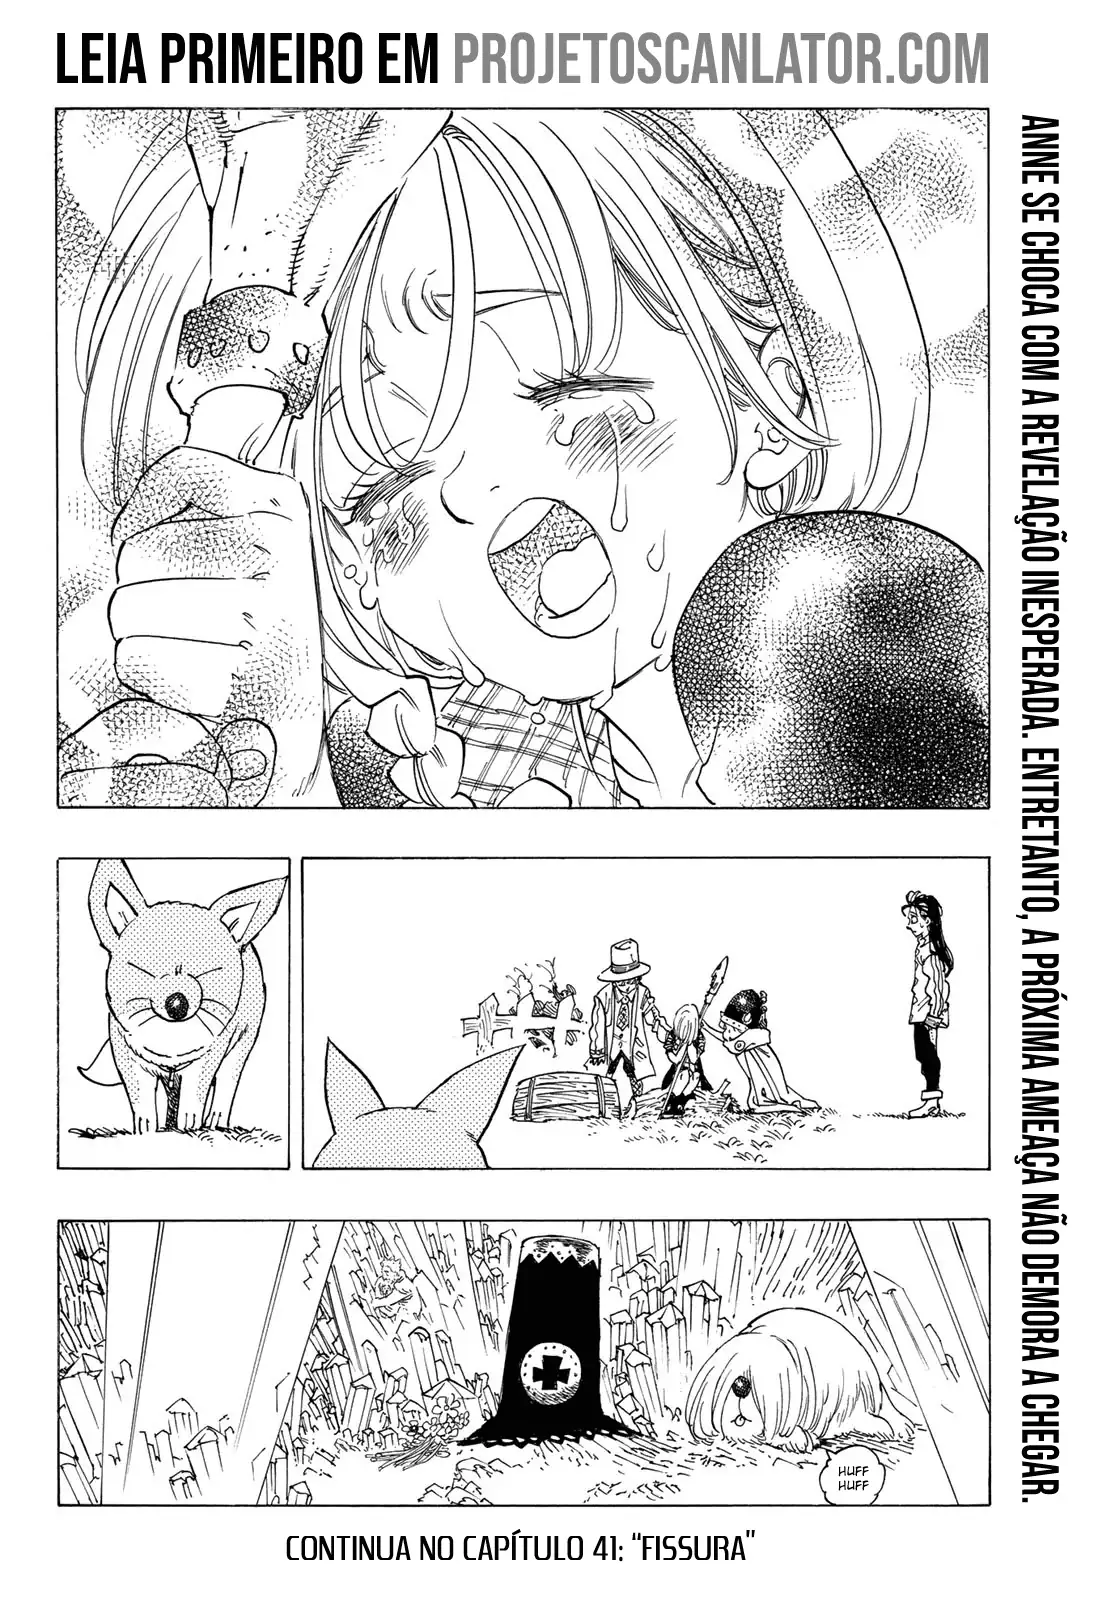 LEIA PRIMEIRO EM PROJETOSCANLATOR.COM
ANNE SE CHOCA COM A REVELAÇÃO INESPERADA. ENTRETANTO, A PRÓXIMA AMEAÇA NÃO DEMORA A CHEGAR.
HUFF
HUFF
CONTINUA NO CAPÍTULO 41: “FISSURA”